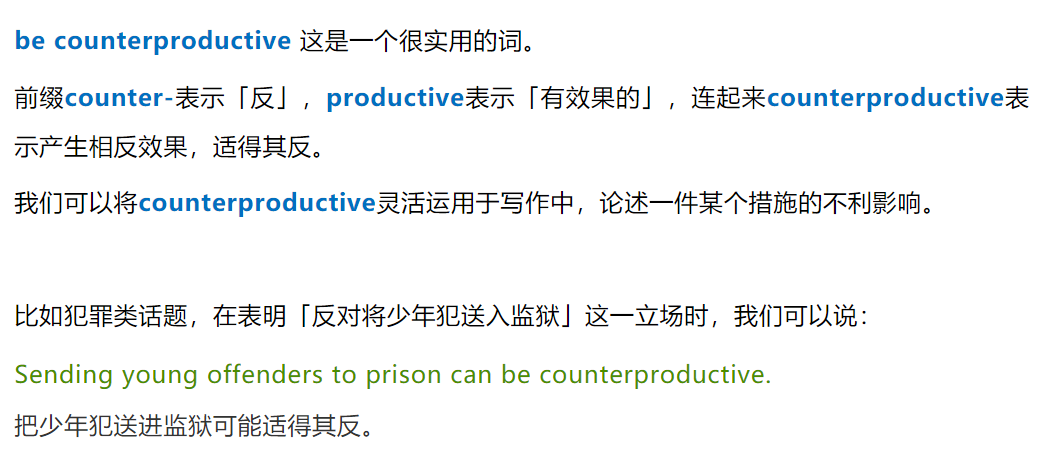 be counterproductive 这是一个很实用的词。
前缀counter-表示「反」，productive表示「有效果的」，连起来counterproductive表
示产生相反效果，适得其反。
我们可以将counterproductive灵活运用于写作中，论述一件某个措施的不利影响。
比如犯罪类话题，在表明「反对将少年犯送入监狱」这一立场时，我们可以说：
Sending young offenders to prison can be counterproductive.
把少年犯送进监狱可能适得其反。